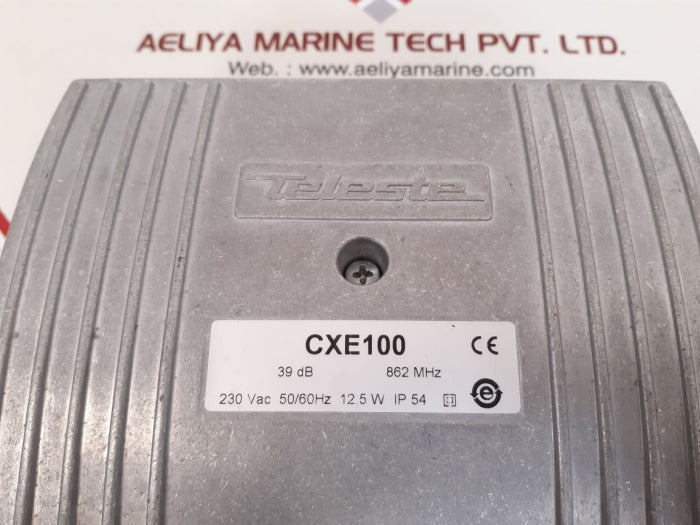 AELIYA MARINE TECH PVT. LTD.
Web. : www.aeliyamarine.com
Teleste
CXE100 CE
39 dB 862 MHz
230 Vac 50/60Hz 12.5 W IP 54
e